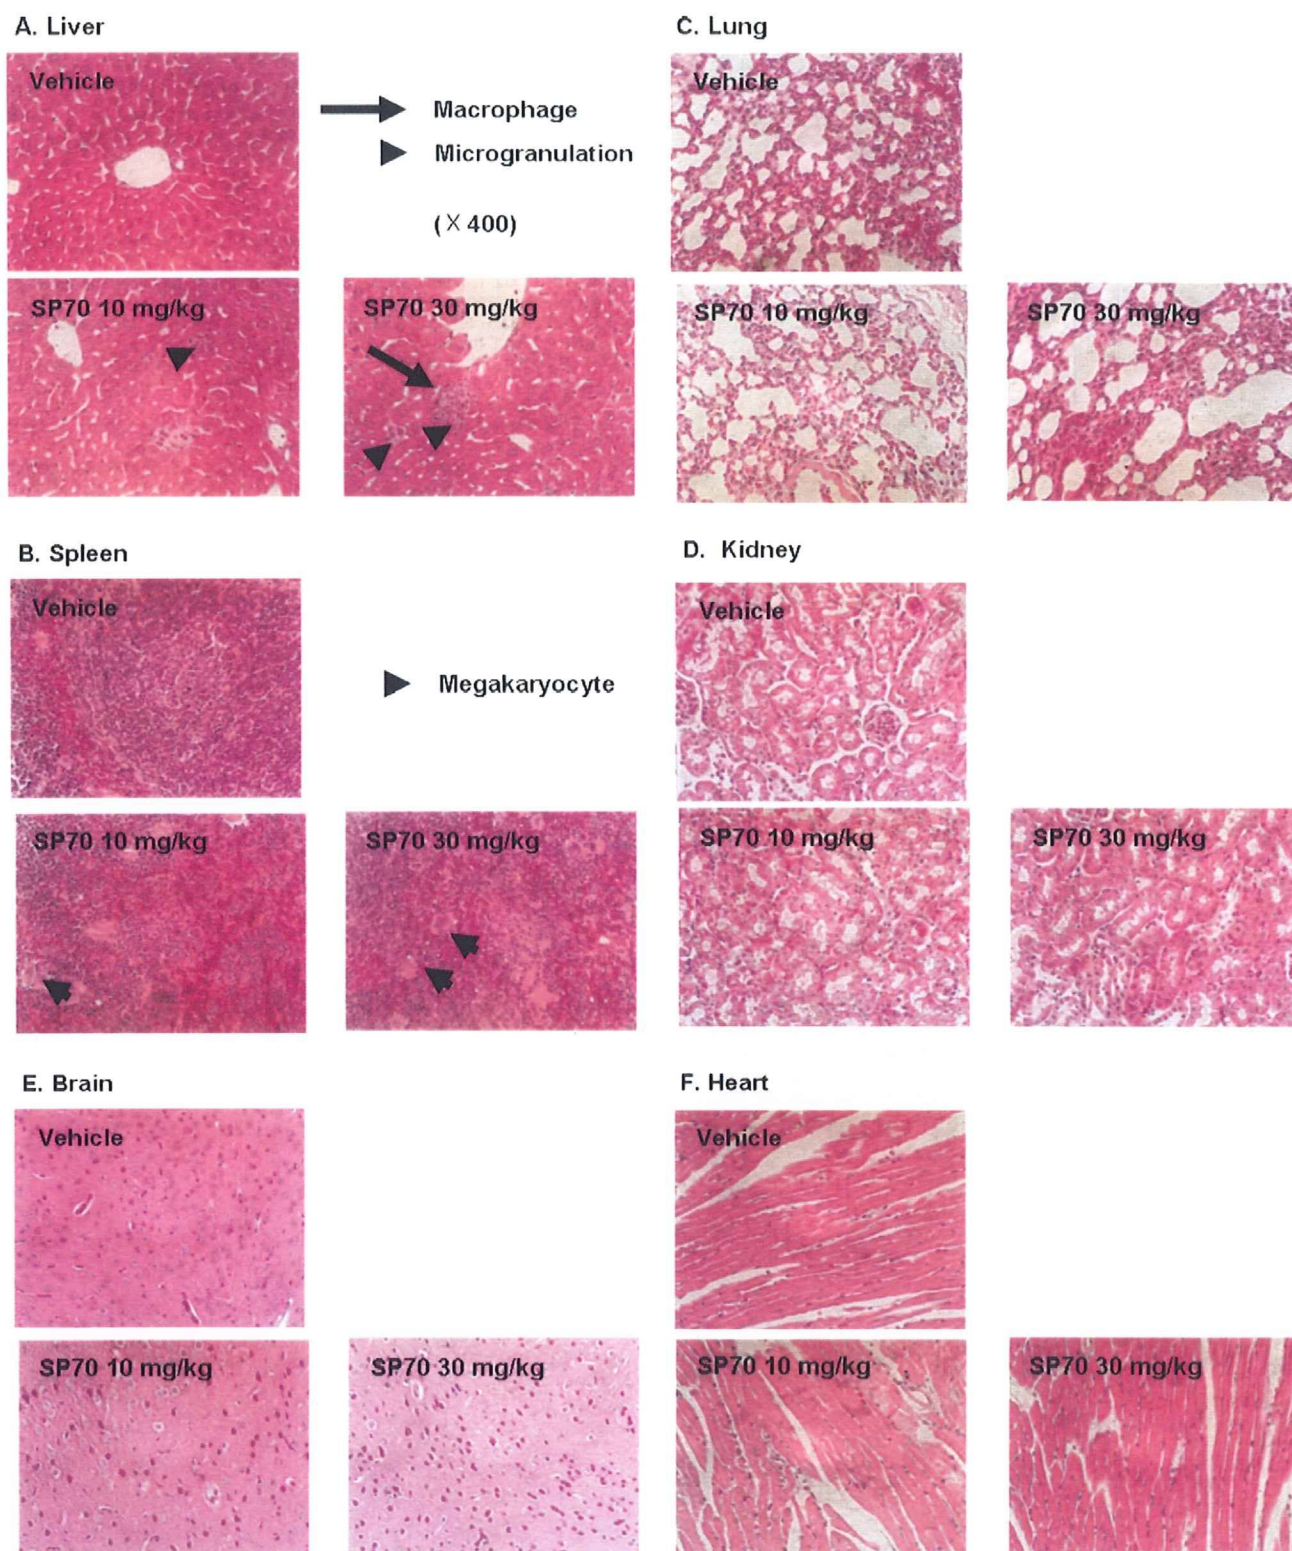 A. Liver
Vehicle
Macrophage
Microgranulation
(×400)
SP70 10 mg/kg
SP70 30 mg/kg
C. Lung
Vehicle
SP70 10 mg/kg
SP70 30 mg/kg
B. Spleen
Vehicle
Megakaryocyte
SP70 10 mg/kg
SP70 30 mg/kg
D. Kidney
Vehicle
SP70 10 mg/kg
SP70 30 mg/kg
E. Brain
Vehicle
SP70 10 mg/kg
SP70 30 mg/kg
F. Heart
Vehicle
SP70 10 mg/kg
SP70 30 mg/kg